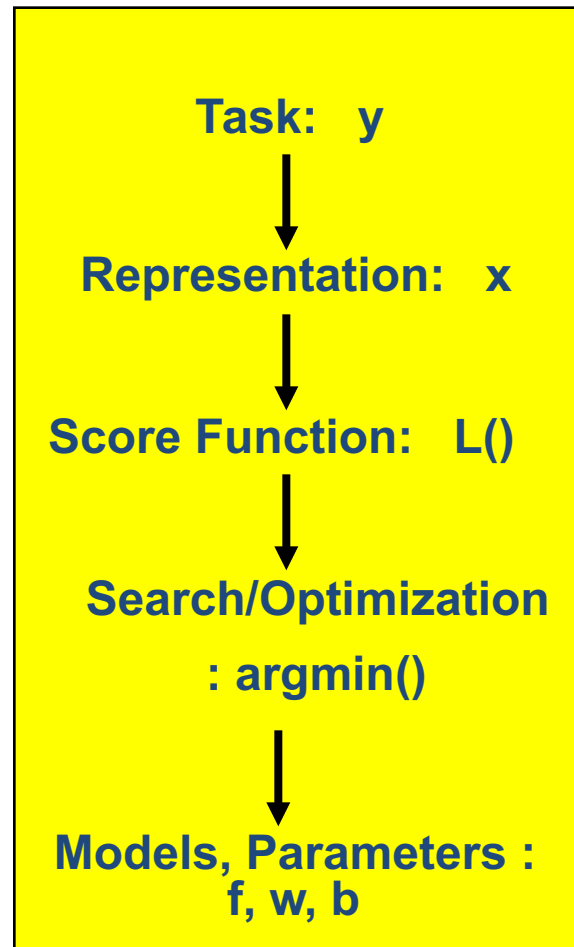 Task: y
Representation: x
Score Function: L()
Search/Optimization
: argmin()
Models, Parameters :
f, w, b